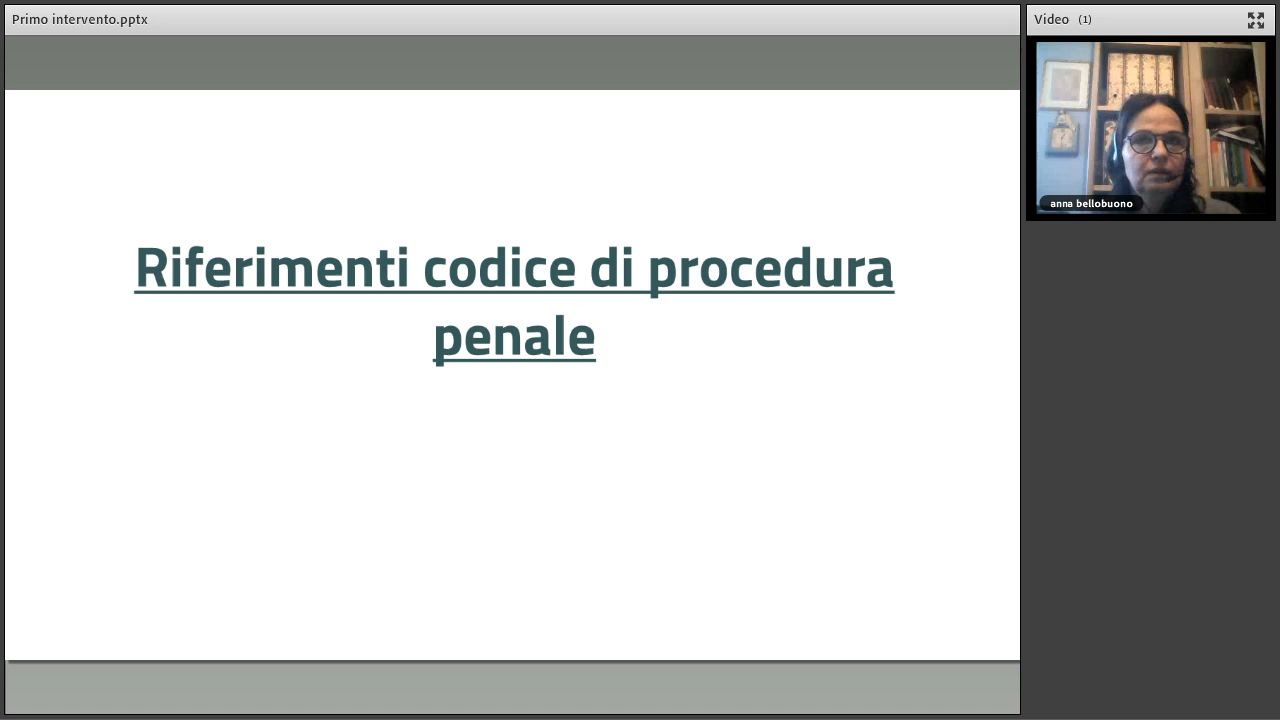 Primo intervento.pptx
Video (1)
Riferimenti codice di procedura
penale
anna bellobuono